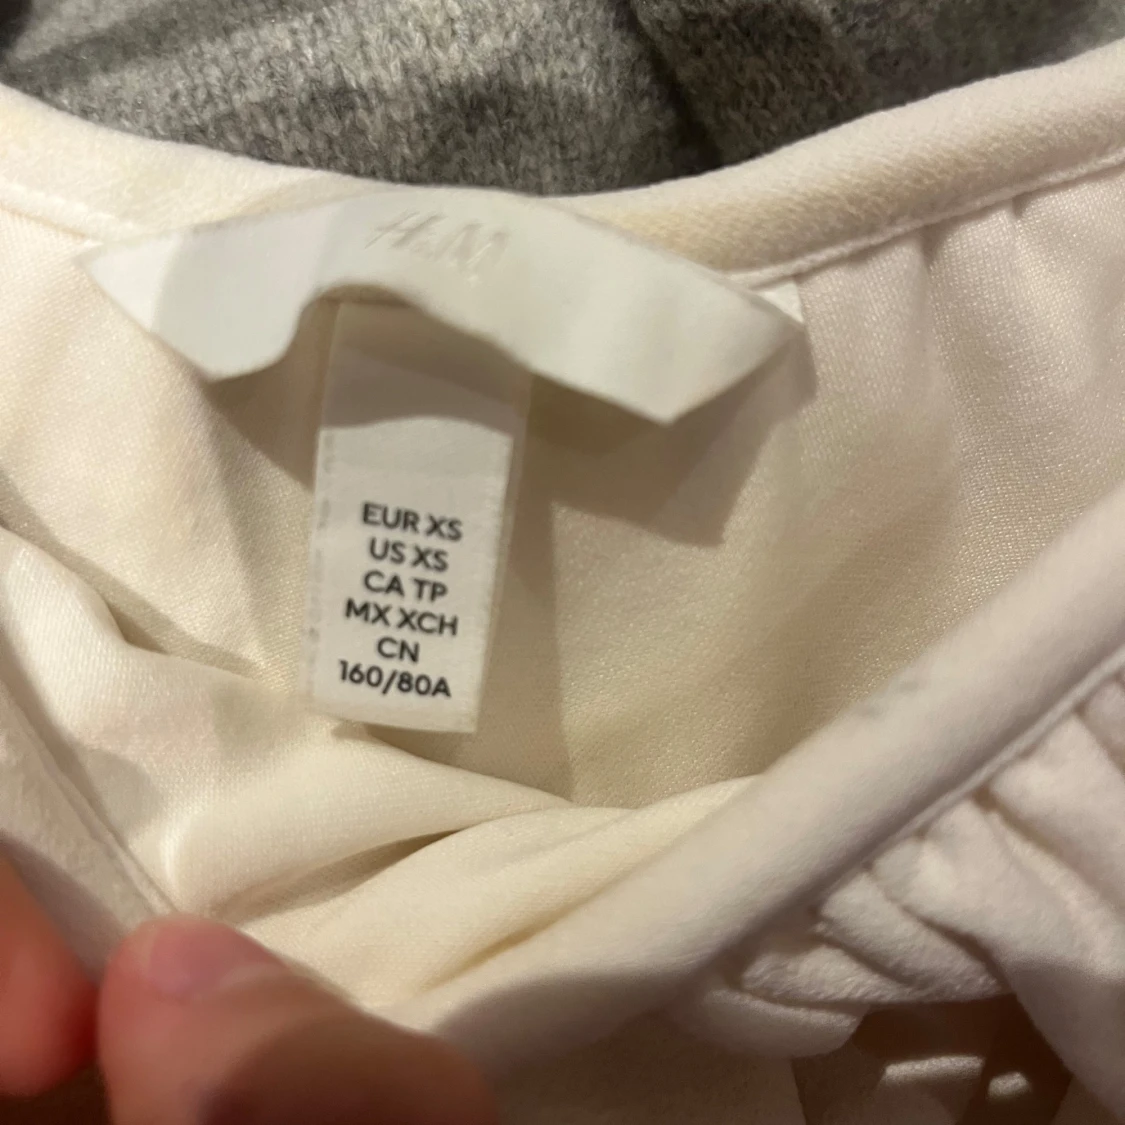 H&M
EUR XS
US XS
CA TP
MX XCH
CN
160/80A